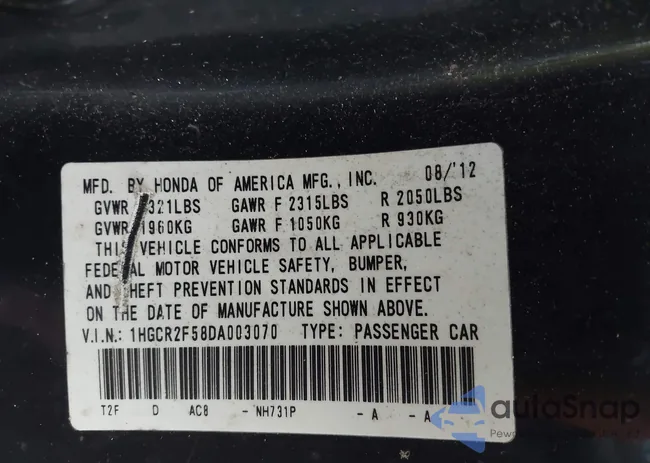 MFD. BY HONDA OF AMERICA MFG., INC. 08/'12
GVWR 321LBS GAWR F 2315LBS R 2050LBS
GVWR 1960KG GAWR F 1050KG R 930KG
THIS VEHICLE CONFORMS TO ALL APPLICABLE
FEDERAL MOTOR VEHICLE SAFETY, BUMPER,
AND THEFT PREVENTION STANDARDS IN EFFECT
ON THE DATE OF MANUFACTURE SHOWN ABOVE.
V.I.N.: 1HGCR2F58DA003070 TYPE: PASSENGER CAR
T2F D AC8 - NH731P - A - A
autoSnap